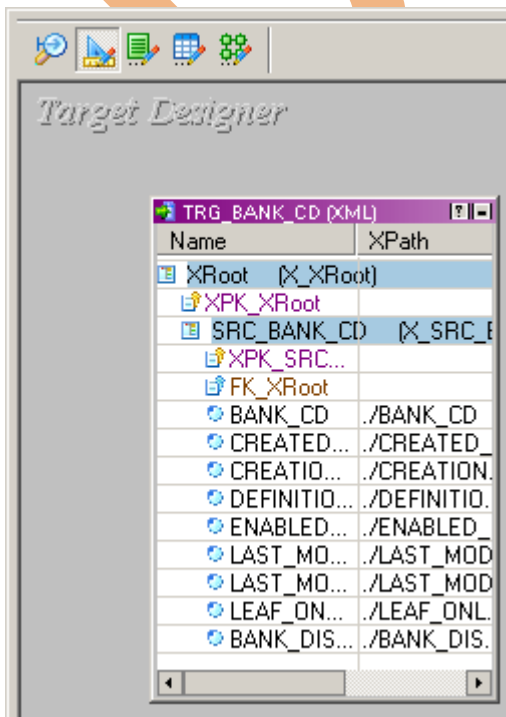 Target Designer
TRG_BANK_CD (XML)
Name XPath
XRoot (X_XRoot)
XPK_XRoot
SRC_BANK_CD (X_SRC_B
XPK_SRC...
FK_XRoot
BANK_CD ./BANK_CD
CREATED... ./CREATED_
CREATIO... ./CREATION.
DEFINITIO... ./DEFINITIO.
ENABLED... ./ENABLED_
LAST_MO... ./LAST_MOD
LAST_MO... ./LAST_MOD
LEAF_ON... ./LEAF_ONL.
BANK_DIS... ./BANK_DIS.